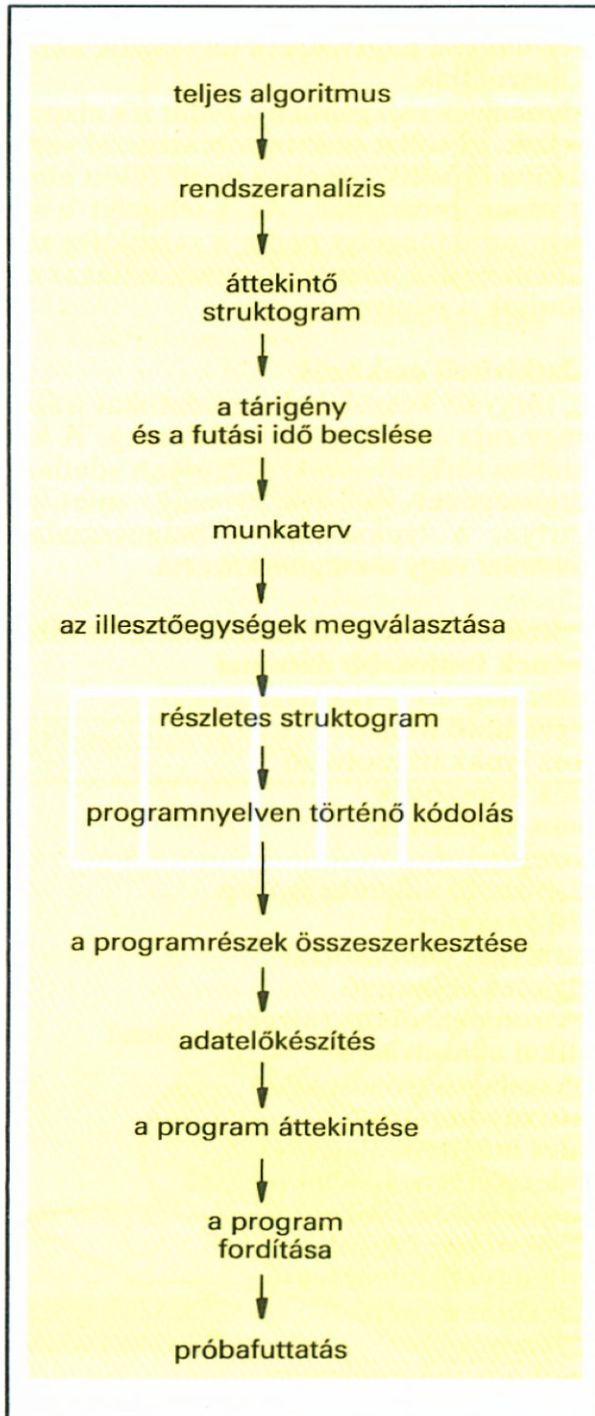 teljes algoritmus
rendszeranalízis
áttekintő
struktogram
a tárigény
és a futási idő becslése
munkaterv
az illesztőegységek megválasztása
részletes struktogram
programnyelven történő kódolás
a programrészek összeszerkesztése
adatelőkészítés
a program áttekintése
a program
fordítása
próbafuttatás